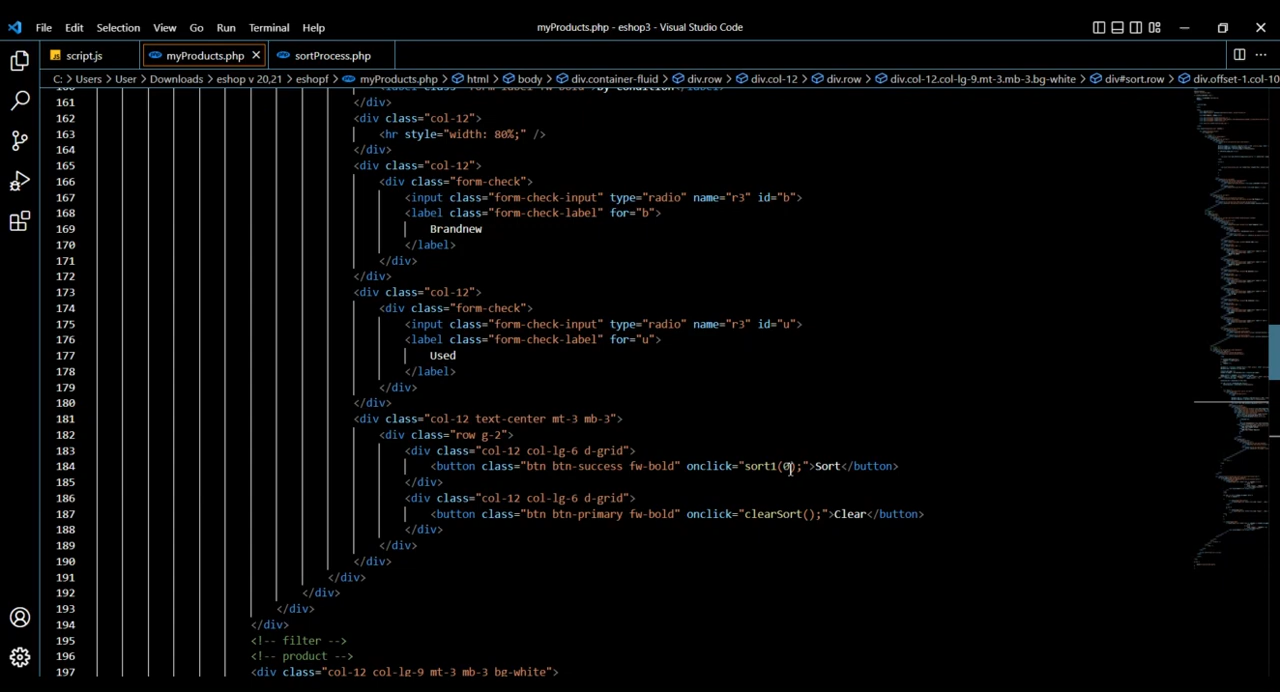 File Edit Selection View Go Run Terminal Help
myProducts.php - eshop3 - Visual Studio Code
script.js
myProducts.php
sortProcess.php
C: > Users > User > Downloads > eshop v 20,21 > eshopf > myProducts.php > html > body > div.container-fluid > div.row > div.col-12 > div.row > div.col-12.col-lg-9.mt-3.mb-3.bg-white > div#sort.row > div.offset-1.col-10
160 <label class="form-label fw-bold">By condition</label>
161 </div>
162 <div class="col-12">
163 <hr style="width: 80%;" />
164 </div>
165 <div class="col-12">
166 <div class="form-check">
167 <input class="form-check-input" type="radio" name="r3" id="b">
168 <label class="form-check-label" for="b">
169 Brandnew
170 </label>
171 </div>
172 </div>
173 <div class="col-12">
174 <div class="form-check">
175 <input class="form-check-input" type="radio" name="r3" id="u">
176 <label class="form-check-label" for="u">
177 Used
178 </label>
179 </div>
180 </div>
181 <div class="col-12 text-center mt-3 mb-3">
182 <div class="row g-2">
183 <div class="col-12 col-lg-6 d-grid">
184 <button class="btn btn-success fw-bold" onclick="sort1(0);">Sort</button>
185 </div>
186 <div class="col-12 col-lg-6 d-grid">
187 <button class="btn btn-primary fw-bold" onclick="clearSort();">Clear</button>
188 </div>
189 </div>
190 </div>
191 </div>
192 </div>
193 </div>
194 </div>
195 <!-- filter -->
196 <!-- product -->
197 <div class="col-12 col-lg-9 mt-3 mb-3 bg-white">